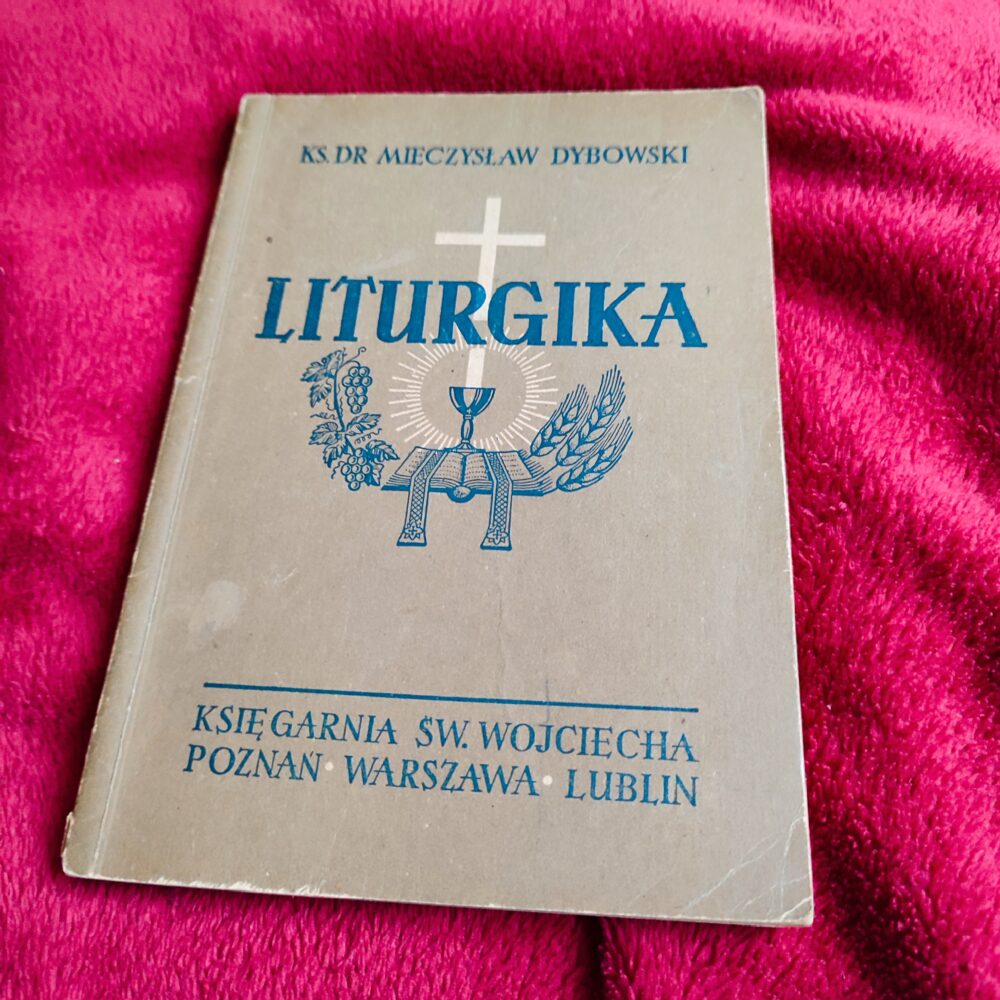 KS. DR MIECZYSŁAW DYBOWSKI
LITURGIKA
KSIĘGARNIA ŚW. WOJCIECHA
POZNAŃ • WARSZAWA • LUBLIN